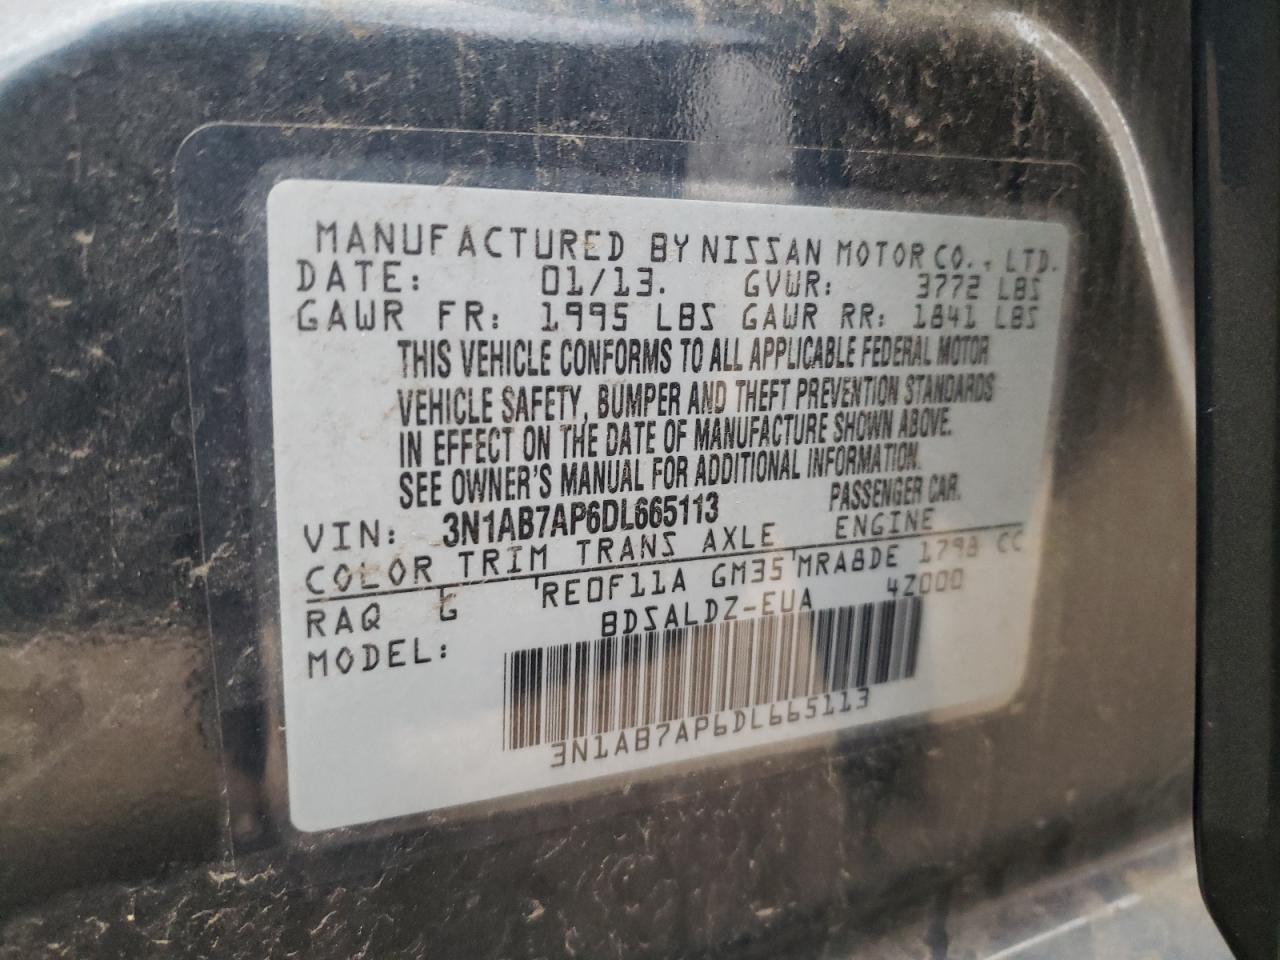 MANUFACTURED BY NISSAN MOTOR CO., LTD.
DATE: 01/13. GVWR: 3772 LBS
GAWR FR: 1995 LBS GAWR RR: 1841 LBS
THIS VEHICLE CONFORMS TO ALL APPLICABLE FEDERAL MOTOR
VEHICLE SAFETY, BUMPER AND THEFT PREVENTION STANDARDS
IN EFFECT ON THE DATE OF MANUFACTURE SHOWN ABOVE.
SEE OWNER'S MANUAL FOR ADDITIONAL INFORMATION.
VIN: 3N1AB7AP6DL665113 PASSENGER CAR.
COLOR TRIM TRANS AXLE ENGINE
RAQ G RE0F11A GM35 MRA8DE 1798 CC
MODEL: BDSALDZ-EUA 4Z000
3N1AB7AP6DL665113